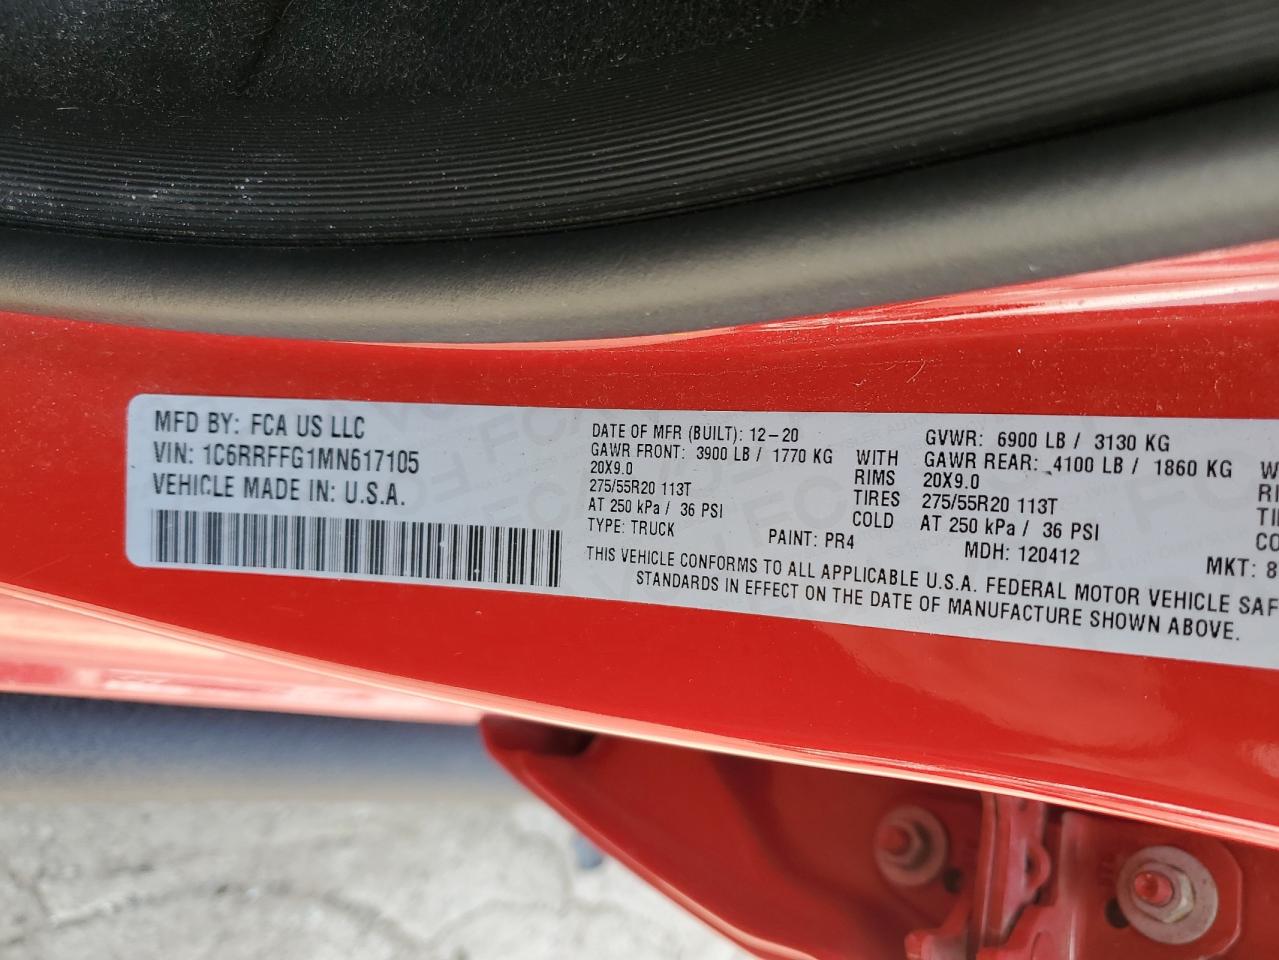 MFD BY: FCA US LLC
VIN: 1C6RRFFG1MN617105
VEHICLE MADE IN: U.S.A.
DATE OF MFR (BUILT): 12-20
GAWR FRONT: 3900 LB / 1770 KG WITH
20X9.0 RIMS
275/55R20 113T TIRES
AT 250 kPa / 36 PSI COLD
GVWR: 6900 LB / 3130 KG
GAWR REAR: 4100 LB / 1860 KG
20X9.0
275/55R20 113T
AT 250 kPa / 36 PSI
TYPE: TRUCK PAINT: PR4 MDH: 120412 MKT: 8
THIS VEHICLE CONFORMS TO ALL APPLICABLE U.S.A. FEDERAL MOTOR VEHICLE SAF
STANDARDS IN EFFECT ON THE DATE OF MANUFACTURE SHOWN ABOVE.